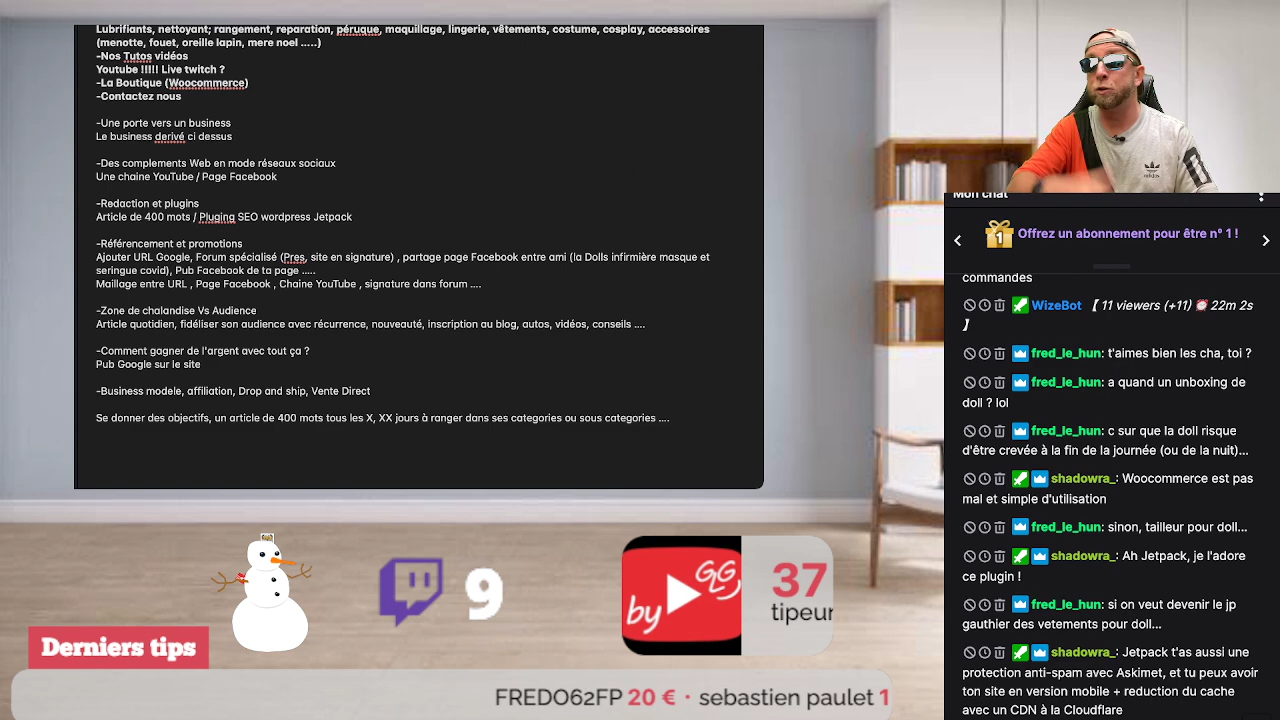 Lubrifiants, nettoyant; rangement, reparation, péruque, maquillage, lingerie, vêtements, costume, cosplay, accessoires
(menotte, fouet, oreille lapin, mere noel .....)
-Nos Tutos vidéos
Youtube !!!!! Live twitch ?
-La Boutique (Woocommerce)
-Contactez nous
-Une porte vers un business
Le business derivé ci dessus
-Des complements Web en mode réseaux sociaux
Une chaine YouTube / Page Facebook
-Redaction et plugins
Article de 400 mots / Pluging SEO wordpress Jetpack
-Référencement et promotions
Ajouter URL Google, Forum spécialisé (Pres, site en signature) , partage page Facebook entre ami (la Dolls infirmière masque et
seringue covid), Pub Facebook de ta page .....
Maillage entre URL , Page Facebook , Chaine YouTube , signature dans forum ....
-Zone de chalandise Vs Audience
Article quotidien, fidéliser son audience avec récurrence, nouveauté, inscription au blog, autos, vidéos, conseils ....
-Comment gagner de l'argent avec tout ça ?
Pub Google sur le site
-Business modele, affiliation, Drop and ship, Vente Direct
Se donner des objectifs, un article de 400 mots tous les X, XX jours à ranger dans ses categories ou sous categories ....
adidas
Mon chat
1
Offrez un abonnement pour être n° 1 !
commandes
WizeBot 【 11 viewers (+11) ⏰ 22m 2s
】
fred_le_hun: t'aimes bien les cha, toi ?
fred_le_hun: a quand un unboxing de
doll ? lol
fred_le_hun: c sur que la doll risque
d'être crevée à la fin de la journée (ou de la nuit)...
shadowra_: Woocommerce est pas
mal et simple d'utilisation
fred_le_hun: sinon, tailleur pour doll...
shadowra_: Ah Jetpack, je l'adore
ce plugin !
fred_le_hun: si on veut devenir le jp
gauthier des vetements pour doll...
shadowra_: Jetpack t'as aussi une
protection anti-spam avec Askimet, et tu peux avoir
ton site en version mobile + reduction du cache
avec un CDN à la Cloudflare
9
by GG
37
tipeur
Derniers tips
FREDO62FP 20 € · sebastien paulet 1